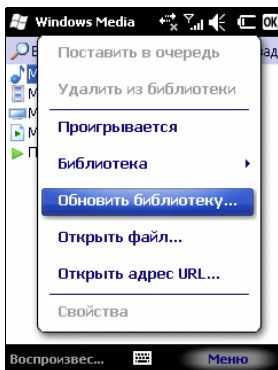 Windows Media OK
Поставить в очередь
Удалить из библиотеки
Проигрывается
Библиотека
Обновить библиотеку...
Открыть файл...
Открыть адрес URL...
Свойства
Воспроизвес... Меню